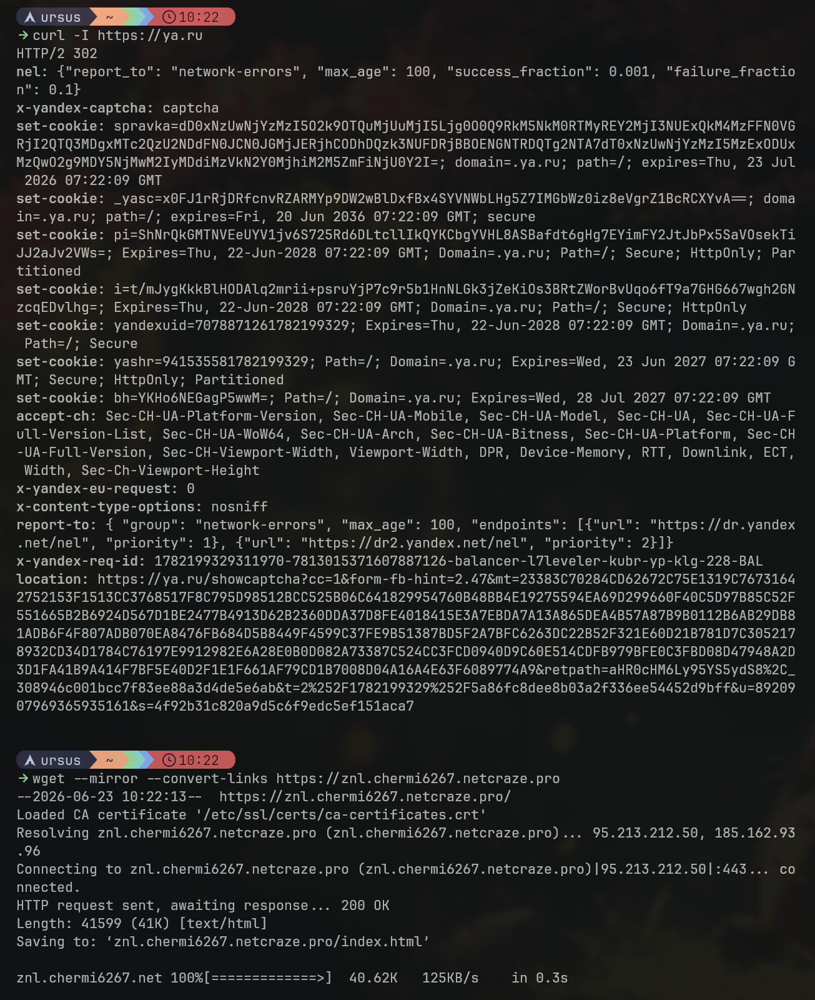 ursus ~ 10:22
→ curl -I https://ya.ru
HTTP/2 302
nel: {"report_to": "network-errors", "max_age": 100, "success_fraction": 0.001, "failure_fractio
n": 0.1}
x-yandex-captcha: captcha
set-cookie: spravka=dD0xNzUwNjYzMzI5O2k9OTQuMjUuMjI5Ljg0O0Q9RkM5NkM0RTMyREY2MjI3NUExQkM4MzFFN0VG
RjI2QTQ3MDgxMTc2QzU2NDdFN0JCN0JGMjJERjhCODhDQzk3NUFDRjBBOENGNTRDQTg2NTA7dT0xNzUwNjYzMzI5MzExODUx
MzQwO2g9MDY5NjMwM2IyMDdiMzVkN2Y0MjhiM2M5ZmFiNjU0Y2I=; domain=.ya.ru; path=/; expires=Thu, 23 Jul
 2026 07:22:09 GMT
set-cookie: _yasc=x0FJ1rRjDRfcnvRZARMYp9DW2wBlDxfBx4SYVNWbLHg5Z7IMGbWz0iz8eVgrZ1BcRCXYvA==; doma
in=.ya.ru; path=/; expires=Fri, 20 Jun 2036 07:22:09 GMT; secure
set-cookie: pi=ShNrQkGMTNVEeUYV1jv6S725Rd6DLtcllIkQYKCbgYVHL8ASBafdt6gHg7EYimFY2JtJbPx5SaVOsekTi
JJ2aJv2VWs=; Expires=Thu, 22-Jun-2028 07:22:09 GMT; Domain=.ya.ru; Path=/; Secure; HttpOnly; Par
titioned
set-cookie: i=t/mJygKkkBlHODAlq2mrii+psruYjP7c9r5b1HnNLGk3jZeKiOs3BRtZWorBvUqo6fT9a7GHG667wgh2GN
zcqEDvlhg=; Expires=Thu, 22-Jun-2028 07:22:09 GMT; Domain=.ya.ru; Path=/; Secure; HttpOnly
set-cookie: yandexuid=7078871261782199329; Expires=Thu, 22-Jun-2028 07:22:09 GMT; Domain=.ya.ru;
 Path=/; Secure
set-cookie: yashr=941535581782199329; Path=/; Domain=.ya.ru; Expires=Wed, 23 Jun 2027 07:22:09 G
MT; Secure; HttpOnly; Partitioned
set-cookie: bh=YKHo6NEGagP5wwM=; Path=/; Domain=.ya.ru; Expires=Wed, 28 Jul 2027 07:22:09 GMT
accept-ch: Sec-CH-UA-Platform-Version, Sec-CH-UA-Mobile, Sec-CH-UA-Model, Sec-CH-UA, Sec-CH-UA-F
ull-Version-List, Sec-CH-UA-WoW64, Sec-CH-UA-Arch, Sec-CH-UA-Bitness, Sec-CH-UA-Platform, Sec-CH
-UA-Full-Version, Sec-CH-Viewport-Width, Viewport-Width, DPR, Device-Memory, RTT, Downlink, ECT,
 Width, Sec-Ch-Viewport-Height
x-yandex-eu-request: 0
x-content-type-options: nosniff
report-to: { "group": "network-errors", "max_age": 100, "endpoints": [{"url": "https://dr.yandex
.net/nel", "priority": 1}, {"url": "https://dr2.yandex.net/nel", "priority": 2}]}
x-yandex-req-id: 1782199329311970-7813015371607887126-balancer-l7leveler-kubr-yp-klg-228-BAL
location: https://ya.ru/showcaptcha?cc=1&form-fb-hint=2.47&mt=23383C70284CD62672C75E1319C7673164
2752153F1513CC3768517F8C795D98512BCC525B06C641829954760B48BB4E19275594EA69D299660F40C5D97B85C52F
551665B2B6924D567D1BE2477B4913D62B2360DDA37D8FE4018415E3A7EBDA7A13A865DEA4B57A87B9B0112B6AB29DB8
1ADB6F4F807ADB070EA8476FB684D5B8449F4599C37FE9B51387BD5F2A7BFC6263DC22B52F321E60D21B781D7C305217
8932CD34D1784C76197E9912982E6A28E0B0D082A73387C524CC3FCD0940D9C60E514CDFB979BFE0C3FBD08D47948A2D
3D1FA41B9A414F7BF5E40D2F1E1F661AF79CD1B7008D04A16A4E63F6089774A9&retpath=aHR0cHM6Ly95YS5ydS8%2C_
308946c001bcc7f83ee88a3d4de5e6ab&t=2%252F1782199329%252F5a86fc8dee8b03a2f336ee54452d9bff&u=89209
07969365935161&s=4f92b31c820a9d5c6f9edc5ef151aca7
ursus ~ 10:22
→ wget --mirror --convert-links https://znl.chermi6267.netcraze.pro
--2026-06-23 10:22:13--  https://znl.chermi6267.netcraze.pro/
Loaded CA certificate '/etc/ssl/certs/ca-certificates.crt'
Resolving znl.chermi6267.netcraze.pro (znl.chermi6267.netcraze.pro)... 95.213.212.50, 185.162.93
.96
Connecting to znl.chermi6267.netcraze.pro (znl.chermi6267.netcraze.pro)|95.213.212.50|:443... co
nnected.
HTTP request sent, awaiting response... 200 OK
Length: 41599 (41K) [text/html]
Saving to: ‘znl.chermi6267.netcraze.pro/index.html’
znl.chermi6267.net 100%[=============>]  40.62K   125KB/s    in 0.3s